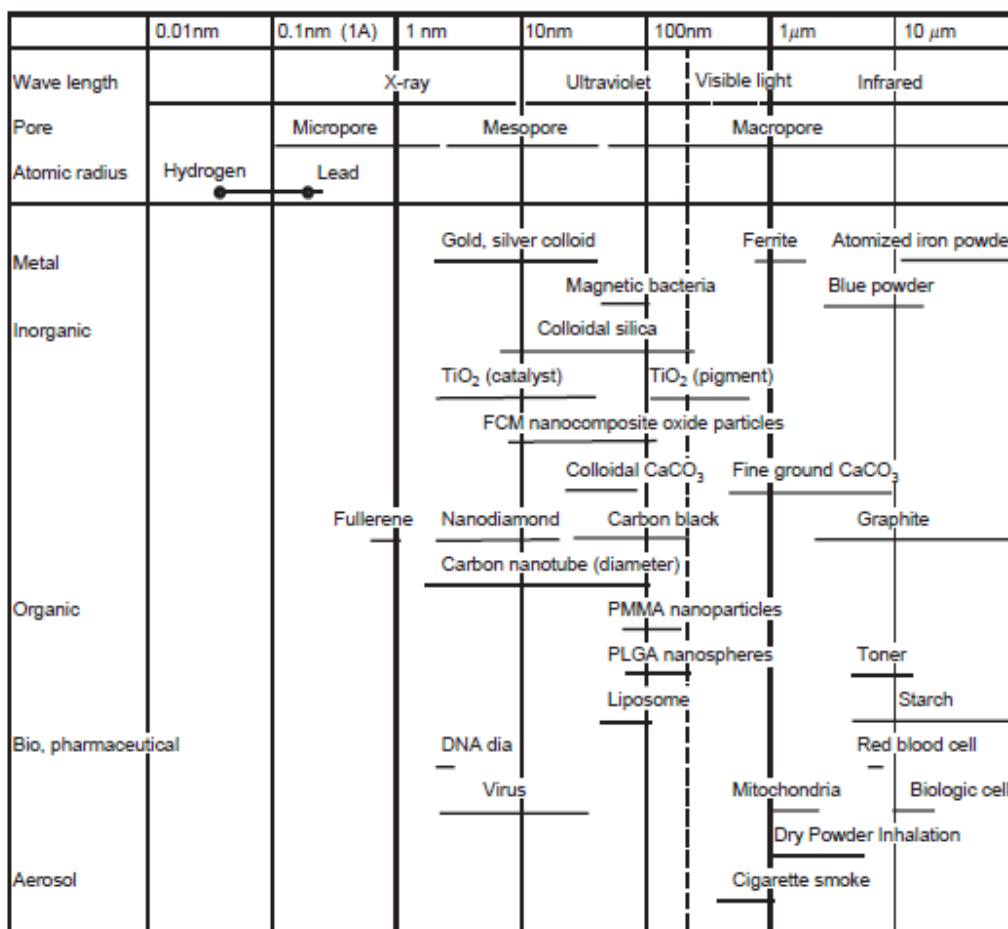 0.01nm 0.1nm (1A) 1 nm 10nm 100nm 1μm 10 μm
Wave length X-ray Ultraviolet Visible light Infrared
Pore Micropore Mesopore Macropore
Atomic radius Hydrogen Lead
Metal Gold, silver colloid Ferrite Atomized iron powde
Magnetic bacteria Blue powder
Inorganic Colloidal silica
TiO2 (catalyst) TiO2 (pigment)
FCM nanocomposite oxide particles
Colloidal CaCO3 Fine ground CaCO3
Fullerene Nanodiamond Carbon black Graphite
Carbon nanotube (diameter)
Organic PMMA nanoparticles
PLGA nanospheres Toner
Liposome Starch
Bio, pharmaceutical DNA dia Red blood cell
Virus Mitochondria Biologic cell
Dry Powder Inhalation
Aerosol Cigarette smoke